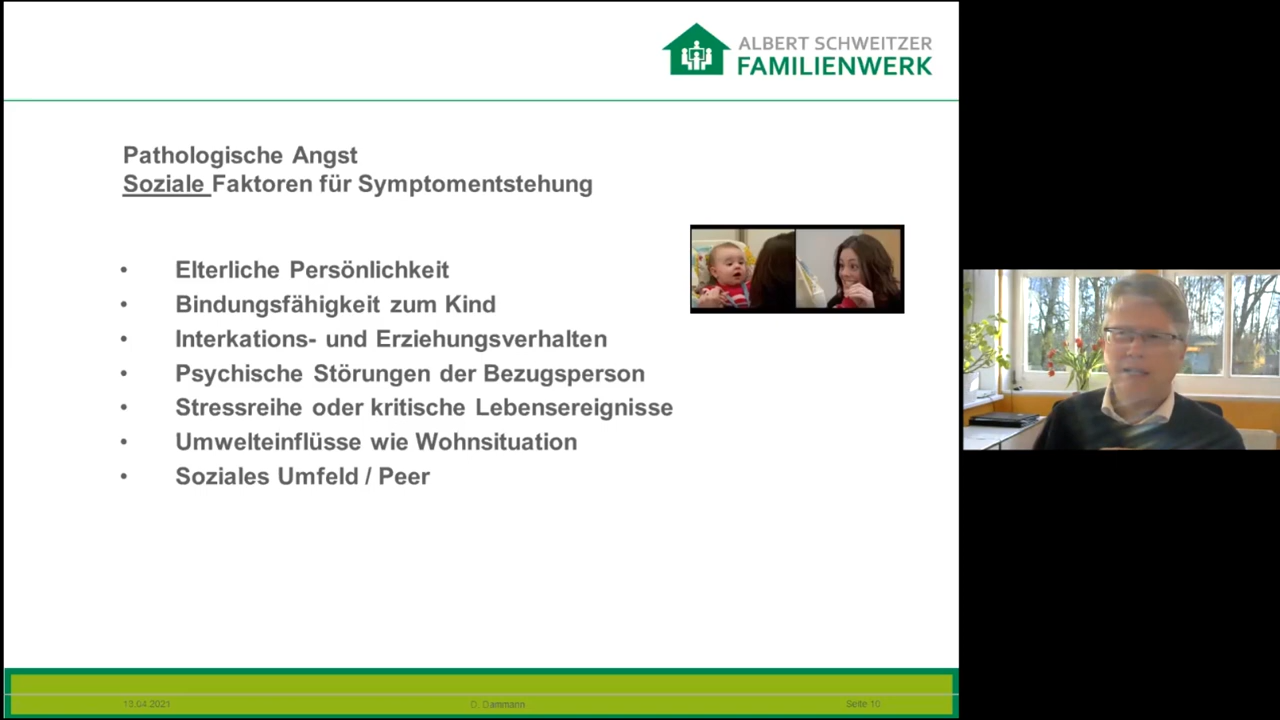 ALBERT SCHWEITZER
FAMILIENWERK
Pathologische Angst
Soziale Faktoren für Symptomentstehung
• Elterliche Persönlichkeit
• Bindungsfähigkeit zum Kind
• Interkations- und Erziehungsverhalten
• Psychische Störungen der Bezugsperson
• Stressreihe oder kritische Lebensereignisse
• Umwelteinflüsse wie Wohnsituation
• Soziales Umfeld / Peer
13.04.2021 D. Dammann Seite 10